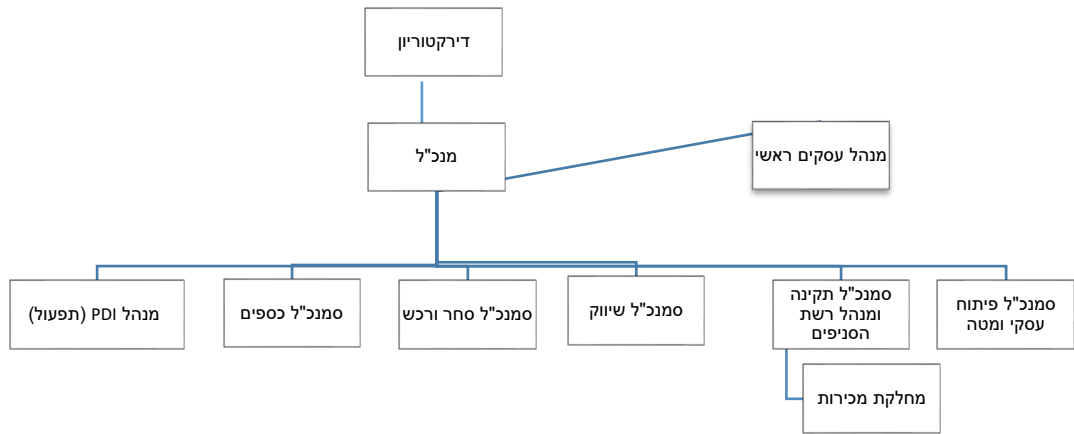 דירקטוריון
מנכ"ל
מנהל עסקים ראשי
סמנכ"ל פיתוח
עסקי ומטה
סמנכ"ל תקינה
ומנהל רשת
הסניפים
סמנכ"ל שיווק
סמנכ"ל סחר ורכש
סמנכ"ל כספים
מנהל PDI (תפעול)
מחלקת מכירות